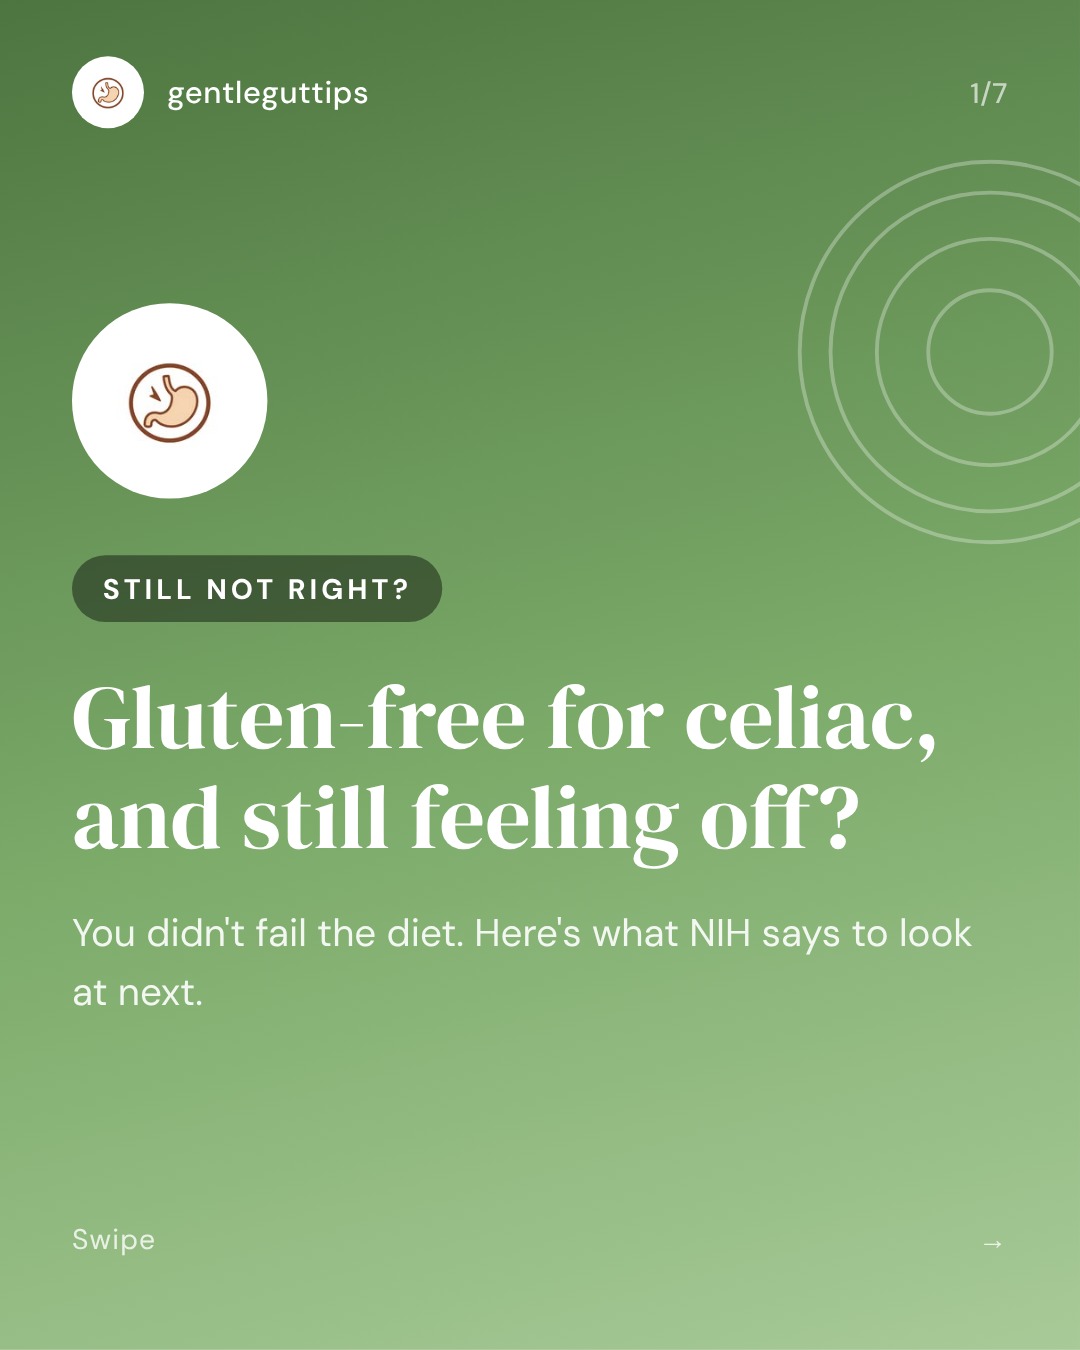 gentleguttips
1/7
STILL NOT RIGHT?
Gluten-free for celiac,
and still feeling off?
You didn't fail the diet. Here's what NIH says to look
at next.
Swipe →